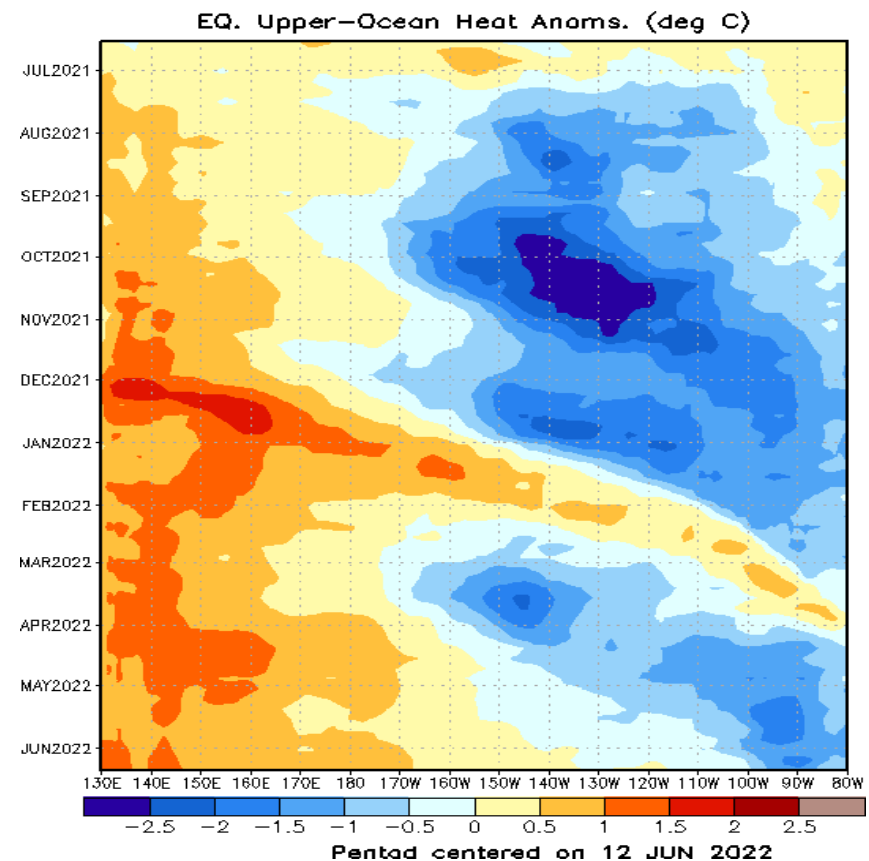 EQ. Upper-Ocean Heat Anoms. (deg C)
JUL2021
AUG2021
SEP2021
OCT2021
NOV2021
DEC2021
JAN2022
FEB2022
MAR2022
APR2022
MAY2022
JUN2022
130E 140E 150E 160E 170E 180 170W 160W 150W 140W 130W 120W 110W 100W 90W 80W
-2.5 -2 -1.5 -1 -0.5 0 0.5 1 1.5 2 2.5
Pentad centered on 12 JUN 2022